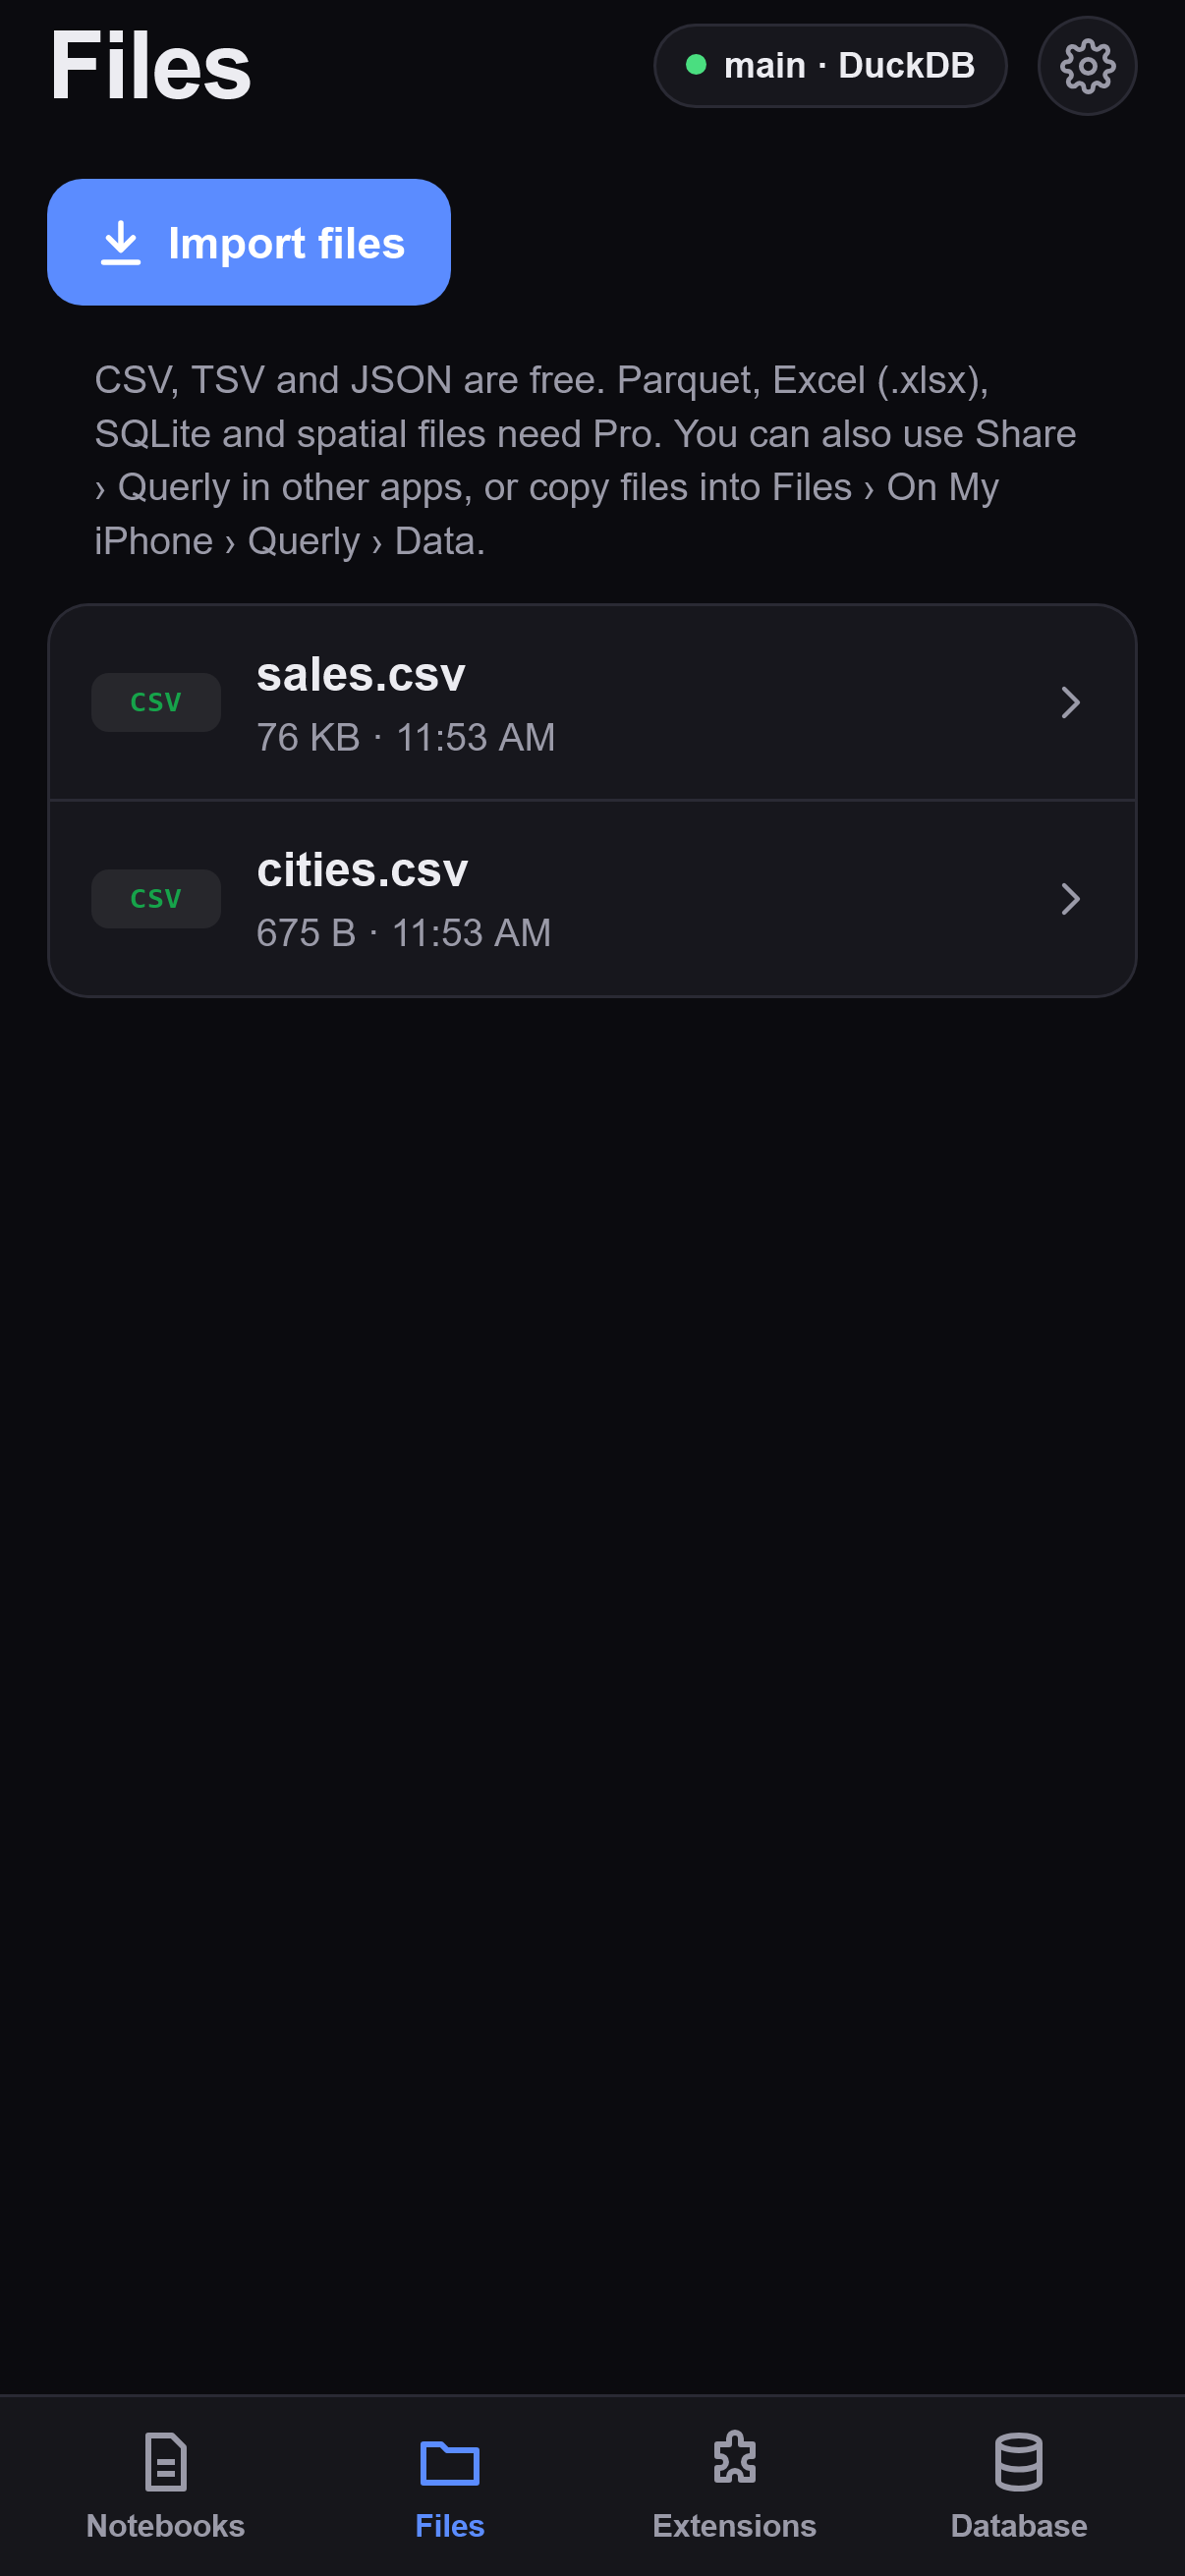 Files
main · DuckDB
Import files
CSV, TSV and JSON are free. Parquet, Excel (.xlsx),
SQLite and spatial files need Pro. You can also use Share
› Querly in other apps, or copy files into Files › On My
iPhone › Querly › Data.
CSV
sales.csv
76 KB · 11:53 AM
CSV
cities.csv
675 B · 11:53 AM
Notebooks
Files
Extensions
Database